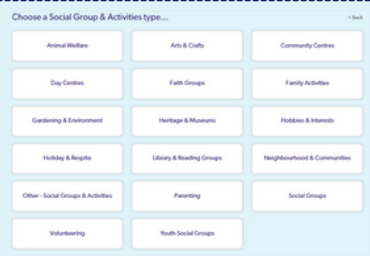 Choose a Social Group & Activities type...
< Back
Animal Welfare
Arts & Crafts
Community Centres
Day Centres
Faith Groups
Family Activities
Gardening & Environment
Heritage & Museums
Hobbies & Interests
Holiday & Respite
Library & Reading Groups
Neighbourhood & Communities
Other - Social Groups & Activities
Parenting
Social Groups
Volunteering
Youth Social Groups